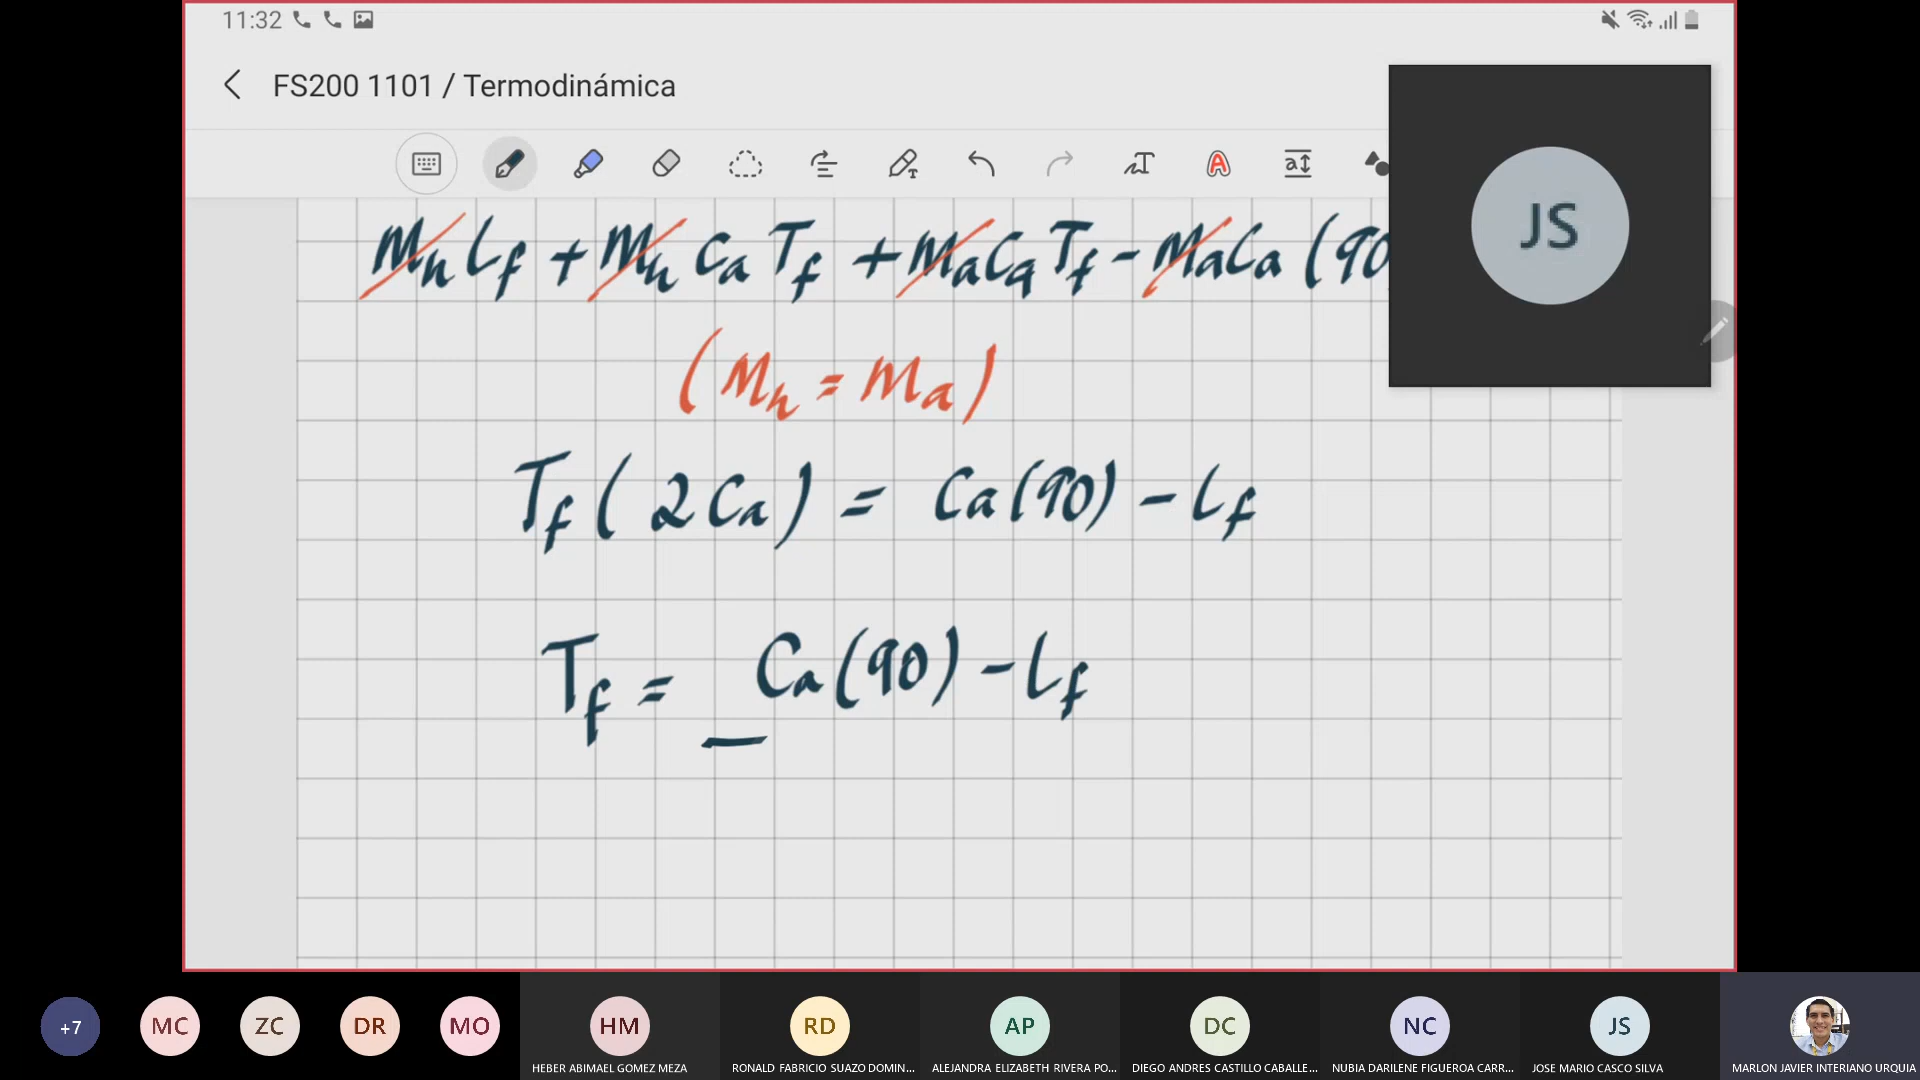 11:32
FS200 1101 / Termodinámica
JS
MnLf + MnCaTf + MaCaTf - MaCa(90
(Mn = Ma)
Tf(2Ca) = Ca(90) - Lf
Tf = Ca(90) - Lf
+7
MC
ZC
DR
MO
HM
HEBER ABIMAEL GOMEZ MEZA
RD
RONALD FABRICIO SUAZO DOMIN...
AP
ALEJANDRA ELIZABETH RIVERA PO...
DC
DIEGO ANDRES CASTILLO CABALLE...
NC
NUBIA DARILENE FIGUEROA CARR...
JS
JOSE MARIO CASCO SILVA
MARLON JAVIER INTERIANO URQUIA